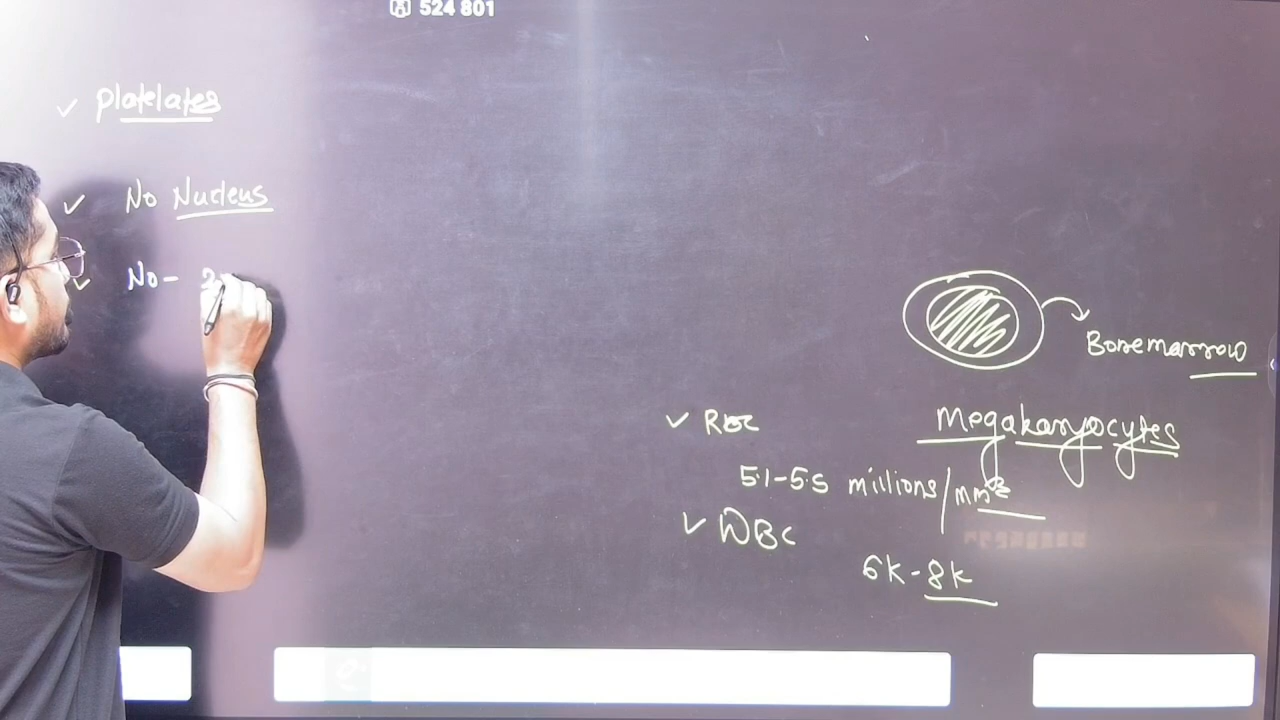 524 801
platelates
No Nucleus
No-
Bonemarrow
Megakaryocytes
RBC
5.1-5.5 millions/mm³
WBC
6K-8K